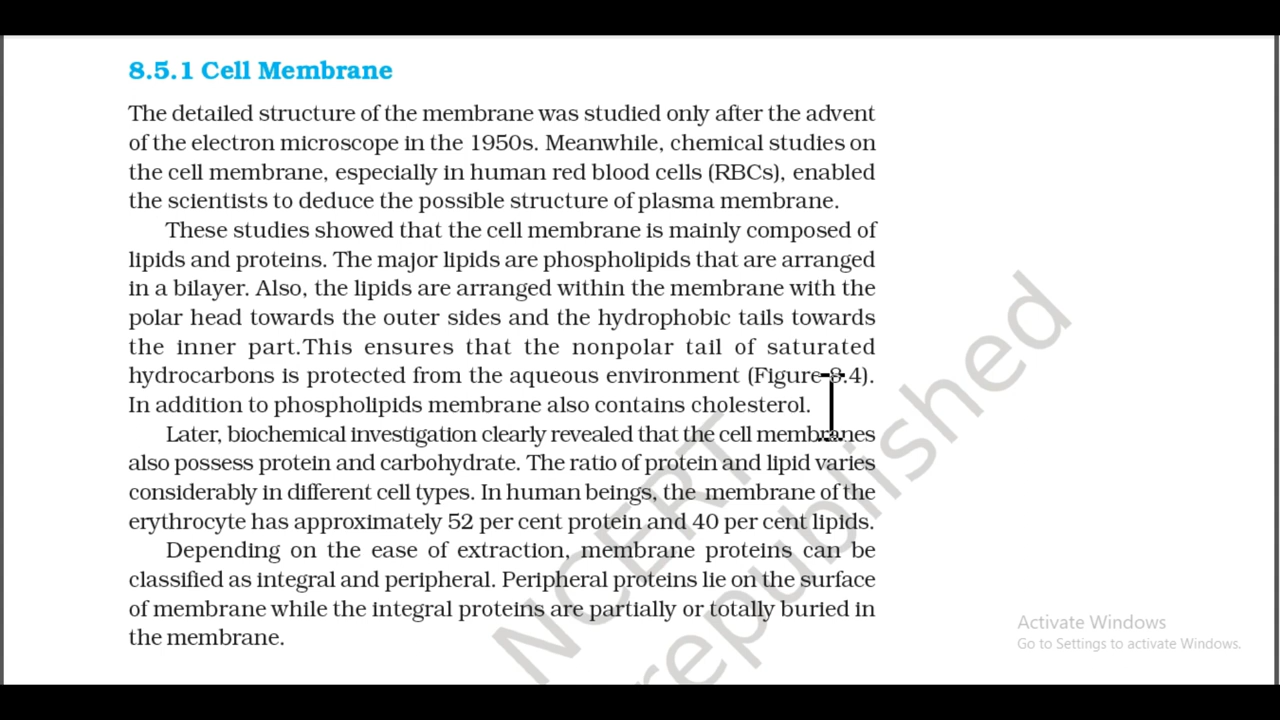 8.5.1 Cell Membrane
The detailed structure of the membrane was studied only after the advent
of the electron microscope in the 1950s. Meanwhile, chemical studies on
the cell membrane, especially in human red blood cells (RBCs), enabled
the scientists to deduce the possible structure of plasma membrane.
These studies showed that the cell membrane is mainly composed of
lipids and proteins. The major lipids are phospholipids that are arranged
in a bilayer. Also, the lipids are arranged within the membrane with the
polar head towards the outer sides and the hydrophobic tails towards
the inner part.This ensures that the nonpolar tail of saturated
hydrocarbons is protected from the aqueous environment (Figure 8.4).
In addition to phospholipids membrane also contains cholesterol.
Later, biochemical investigation clearly revealed that the cell membranes
also possess protein and carbohydrate. The ratio of protein and lipid varies
considerably in different cell types. In human beings, the membrane of the
erythrocyte has approximately 52 per cent protein and 40 per cent lipids.
Depending on the ease of extraction, membrane proteins can be
classified as integral and peripheral. Peripheral proteins lie on the surface
of membrane while the integral proteins are partially or totally buried in
the membrane.
NCERT
republished
Activate Windows
Go to Settings to activate Windows.